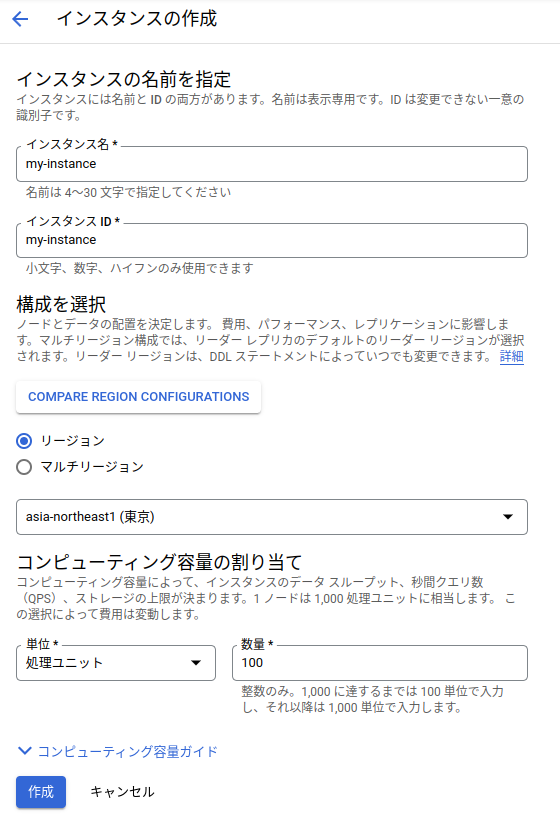 インスタンスの作成
インスタンスの名前を指定
インスタンスには名前と ID の両方があります。名前は表示専用です。ID は変更できない一意の
識別子です。
インスタンス名 *
my-instance
名前は 4～30 文字で指定してください
インスタンス ID *
my-instance
小文字、数字、ハイフンのみ使用できます
構成を選択
ノードとデータの配置を決定します。 費用、パフォーマンス、レプリケーションに影響しま
す。マルチリージョン構成では、リーダー レプリカのデフォルトのリーダー リージョンが選択
されます。リーダー リージョンは、DDL ステートメントによっていつでも変更できます。 詳細
COMPARE REGION CONFIGURATIONS
リージョン
マルチリージョン
asia-northeast1 (東京)
コンピューティング容量の割り当て
コンピューティング容量によって、インスタンスのデータ スループット、秒間クエリ数
（QPS）、ストレージの上限が決まります。1 ノードは 1,000 処理ユニットに相当します。 こ
の選択によって費用は変動します。
単位 *
処理ユニット
数量 *
100
整数のみ。1,000 に達するまでは 100 単位で入力
し、それ以降は 1,000 単位で入力します。
コンピューティング容量ガイド
作成
キャンセル